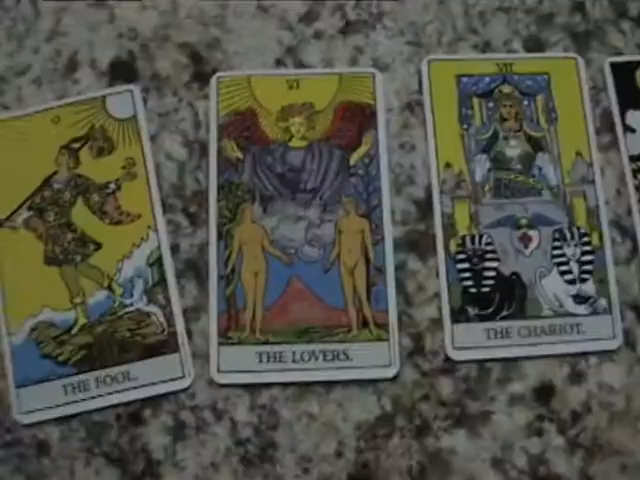 THE FOOL.
VI
THE LOVERS.
VII
THE CHARIOT.